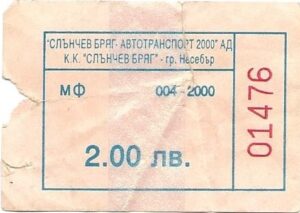 "СЛЪНЧЕВ БРЯГ- АВТОТРАНСПОРТ 2000" АД
К.К. "СЛЪНЧЕВ БРЯГ" - гр. Несебър
МФ 004 -2000
2.00 лв.
01476